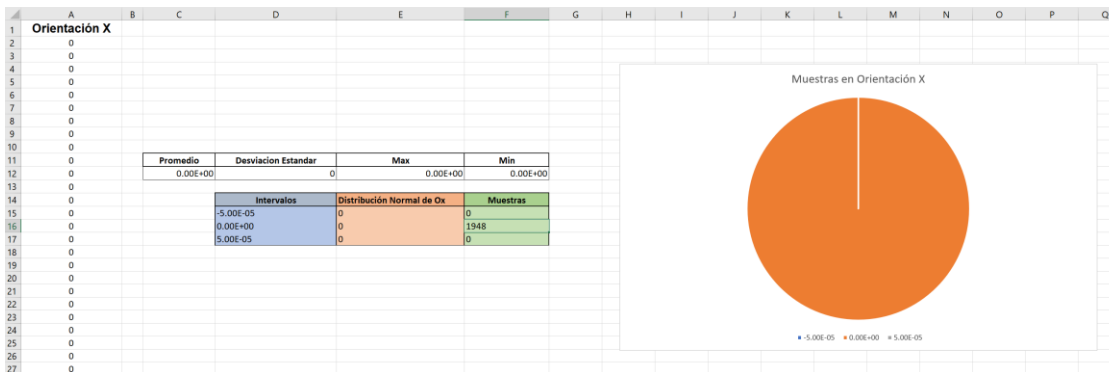 A B C D E F G H I J K L M N O P Q
1 Orientación X
2 0
3 0
4 0
5 0
6 0
7 0
8 0
9 0
10 0
11 0 Promedio Desviacion Estandar Max Min
12 0 0.00E+00 0 0.00E+00 0.00E+00
13 0
14 0 Intervalos Distribución Normal de Ox Muestras
15 0 -5.00E-05 0 0
16 0 0.00E+00 0 1948
17 0 5.00E-05 0 0
18 0
19 0
20 0
21 0
22 0
23 0
24 0
25 0
26 0
27 0
Muestras en Orientación X
-5.00E-05 0.00E+00 5.00E-05